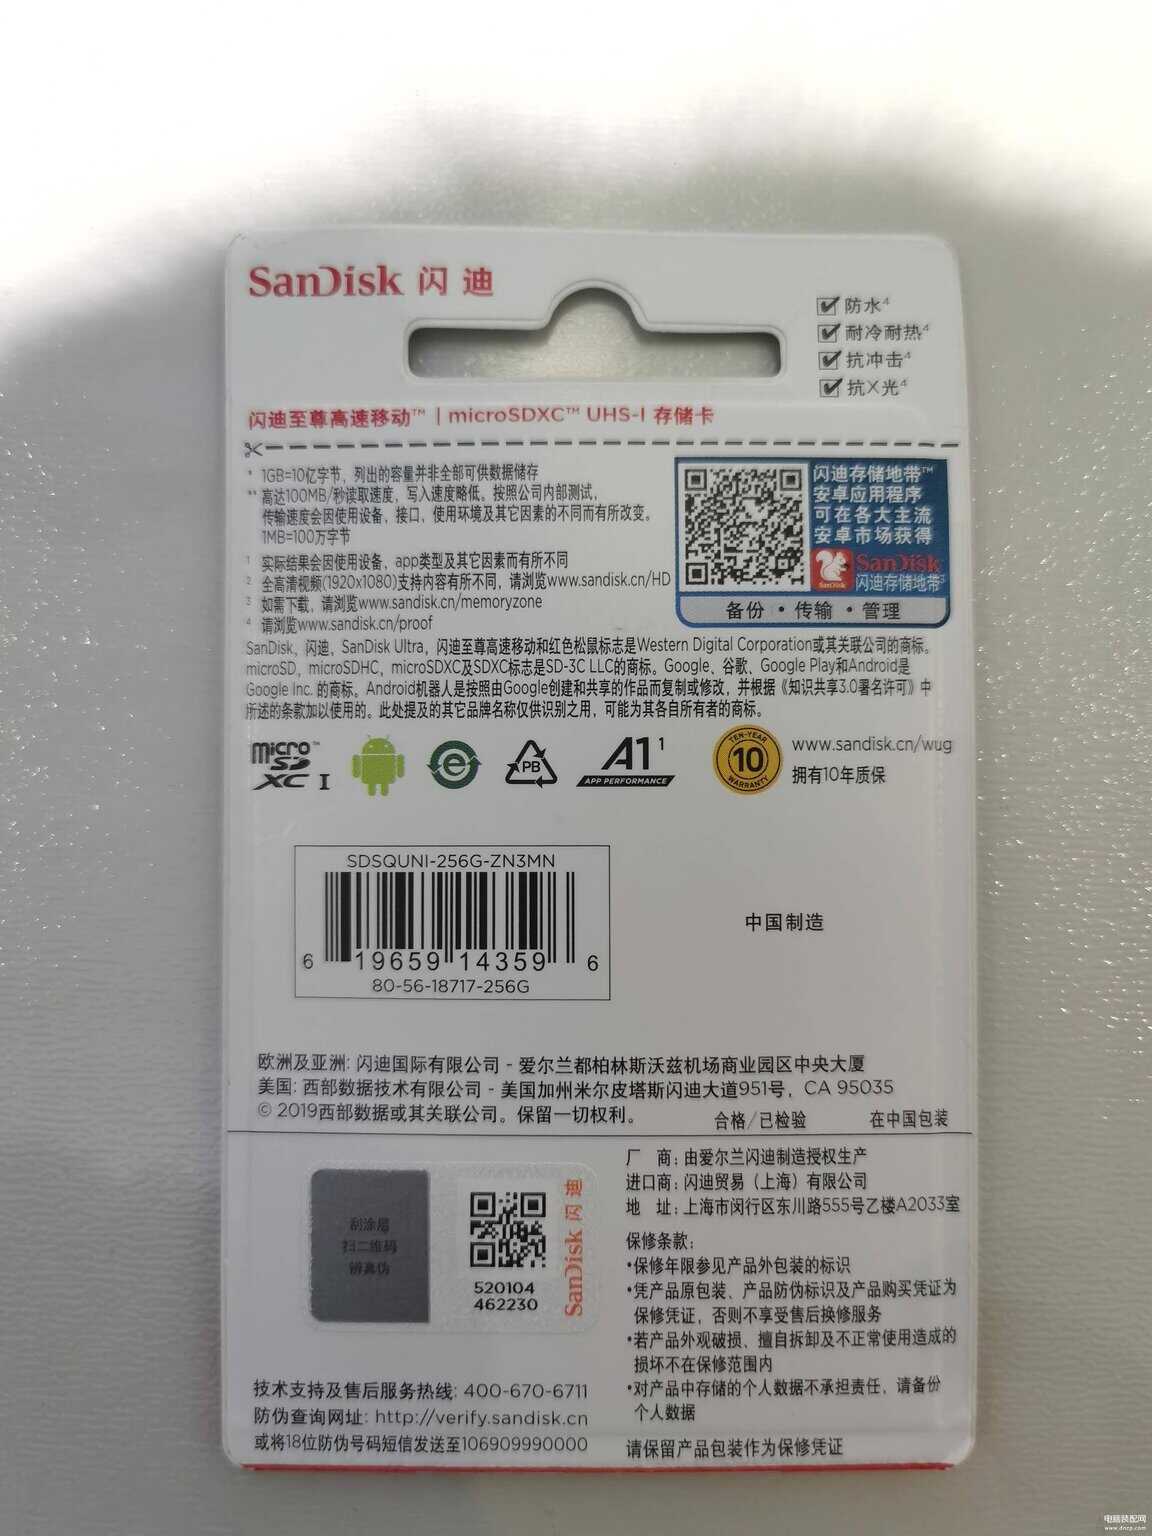 SanDisk 闪迪
防水⁴
耐冷耐热⁴
抗冲击⁴
抗X光⁴
闪迪至尊高速移动™ | microSDXC™ UHS-I 存储卡
* 1GB=10亿字节，列出的容量并非全部可供数据储存
** 高达100MB/秒读取速度，写入速度略低。按照公司内部测试，
传输速度会因使用设备，接口，使用环境及其它因素的不同而有所改变。
1MB=100万字节
¹ 实际结果会因使用设备，app类型及其它因素而有所不同
² 全高清视频(1920x1080)支持内容有所不同，请浏览www.sandisk.cn/HD
³ 如需下载，请浏览www.sandisk.cn/memoryzone
⁴ 请浏览www.sandisk.cn/proof
闪迪存储地带™
安卓应用程序
可在各大主流
安卓市场获得
SanDisk
SanDisk
闪迪存储地带³
备份 • 传输 • 管理
SanDisk，闪迪，SanDisk Ultra，闪迪至尊高速移动和红色松鼠标志是Western Digital Corporation或其关联公司的商标。
microSD，microSDHC，microSDXC及SDXC标志是SD-3C LLC的商标。Google、谷歌、Google Play和Android是
Google Inc. 的商标。Android机器人是按照由Google创建和共享的作品而复制或修改，并根据《知识共享3.0署名许可》中
所述的条款加以使用的。此处提及的其它品牌名称仅供识别之用，可能为其各自所有者的商标。
micro™
SD
XC I
e
PB
A1¹
APP PERFORMANCE
TEN-YEAR
10
WARRANTY
www.sandisk.cn/wug
拥有10年质保
SDSQUNI-256G-ZN3MN
6 19659 14359 6
80-56-18717-256G
中国制造
欧洲及亚洲: 闪迪国际有限公司 - 爱尔兰都柏林斯沃兹机场商业园区中央大厦
美国: 西部数据技术有限公司 - 美国加州米尔皮塔斯闪迪大道951号，CA 95035
© 2019西部数据或其关联公司。保留一切权利。
合格/已检验
在中国包装
刮涂层
扫二维码
辨真伪
520104
462230
SanDisk 闪迪
厂 商: 由爱尔兰闪迪制造授权生产
进口商: 闪迪贸易（上海）有限公司
地 址: 上海市闵行区东川路555号乙楼A2033室
保修条款:
•保修年限参见产品外包装的标识
•凭产品原包装、产品防伪标识及产品购买凭证为
保修凭证，否则不享受售后换修服务
•若产品外观破损、擅自拆卸及不正常使用造成的
损坏不在保修范围内
•对产品中存储的个人数据不承担责任，请备份
个人数据
请保留产品包装作为保修凭证
技术支持及售后服务热线: 400-670-6711
防伪查询网址: http://verify.sandisk.cn
或将18位防伪号码短信发送至106909990000
电脑装配网
www.dncp.com